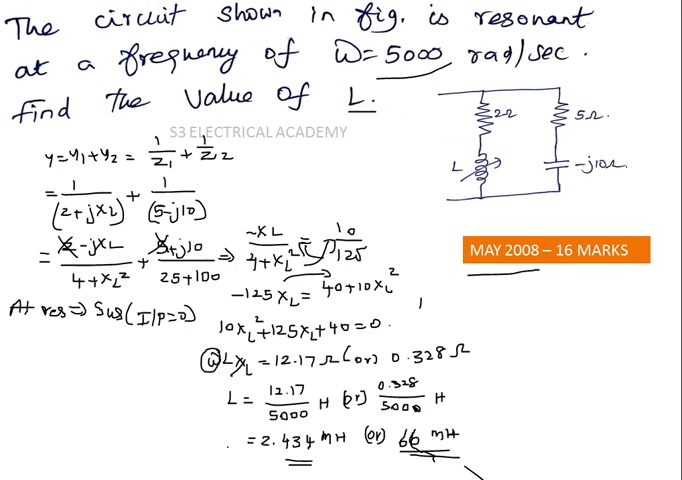 The circuit shown in fig. is resonant
at a frequency of ω=5000 rad/sec.
find the value of L.
S3 ELECTRICAL ACADEMY
2Ω
5Ω.
L
-j10Ω.
MAY 2008 – 16 MARKS
y=y1+y2 = 1/Z1 + 1/Z2
= 1/(2+jXL) + 1/(5-j10)
= 2-jXL/4+XL² + 5+j10/25+100 ⇒ -XL/4+XL² = 10/125
At res ⇒ Sus(I/P=0)
-125XL = 40+10XL²
10XL²+125XL+40=0.
ωL XL = 12.17Ω (or) 0.328Ω
L = 12.17/5000 H (or) 0.328/5000 H
= 2.434 mH (or) 66 mH